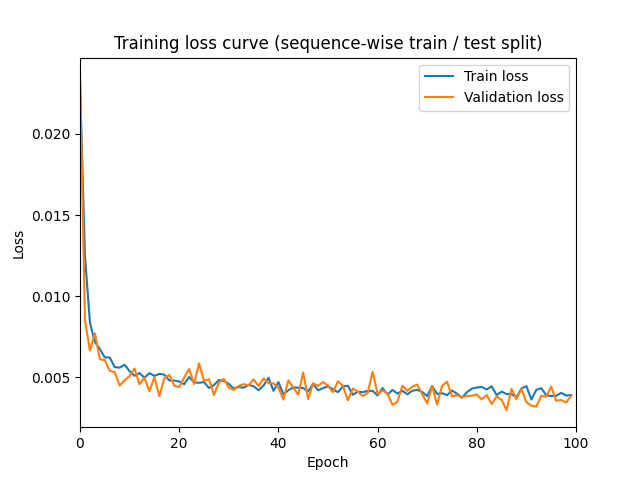 Training loss curve (sequence-wise train / test split)
Train loss
Validation loss
0.020
0.015
0.010
0.005
Loss
0 20 40 60 80 100
Epoch